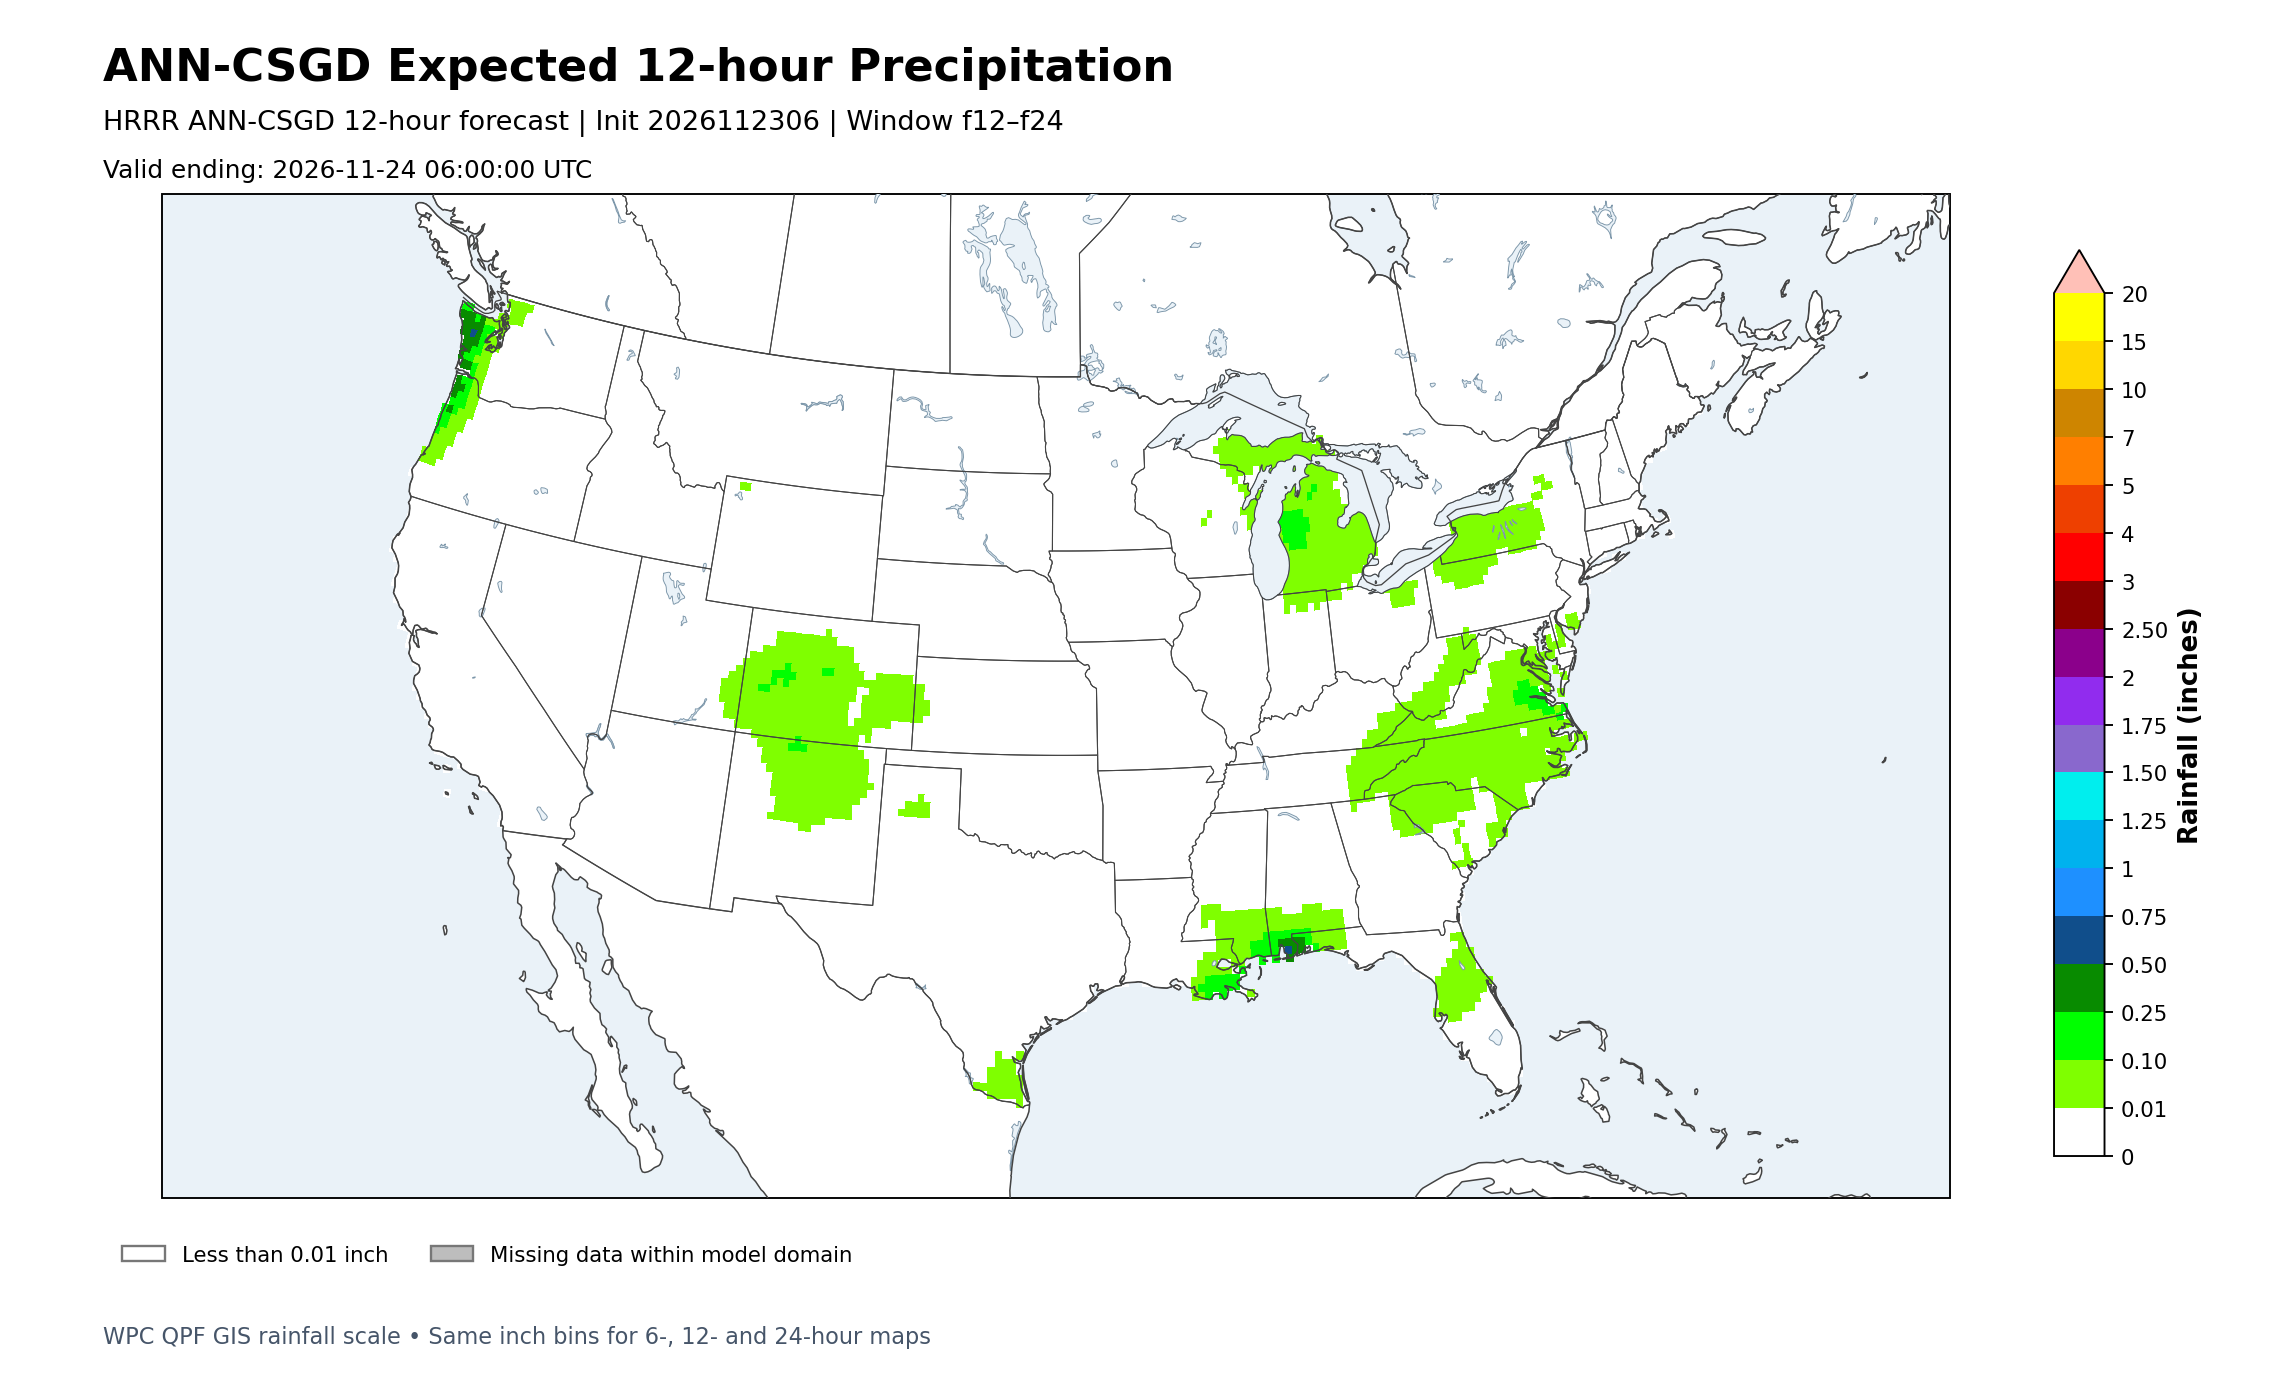 ANN-CSGD Expected 12-hour Precipitation
HRRR ANN-CSGD 12-hour forecast | Init 2026112306 | Window f12–f24
Valid ending: 2026-11-24 06:00:00 UTC
20
15
10
7
5
4
3
2.50
2
1.75
1.50
1.25
1
0.75
0.50
0.25
0.10
0.01
0
Rainfall (inches)
Less than 0.01 inch
Missing data within model domain
WPC QPF GIS rainfall scale • Same inch bins for 6-, 12- and 24-hour maps